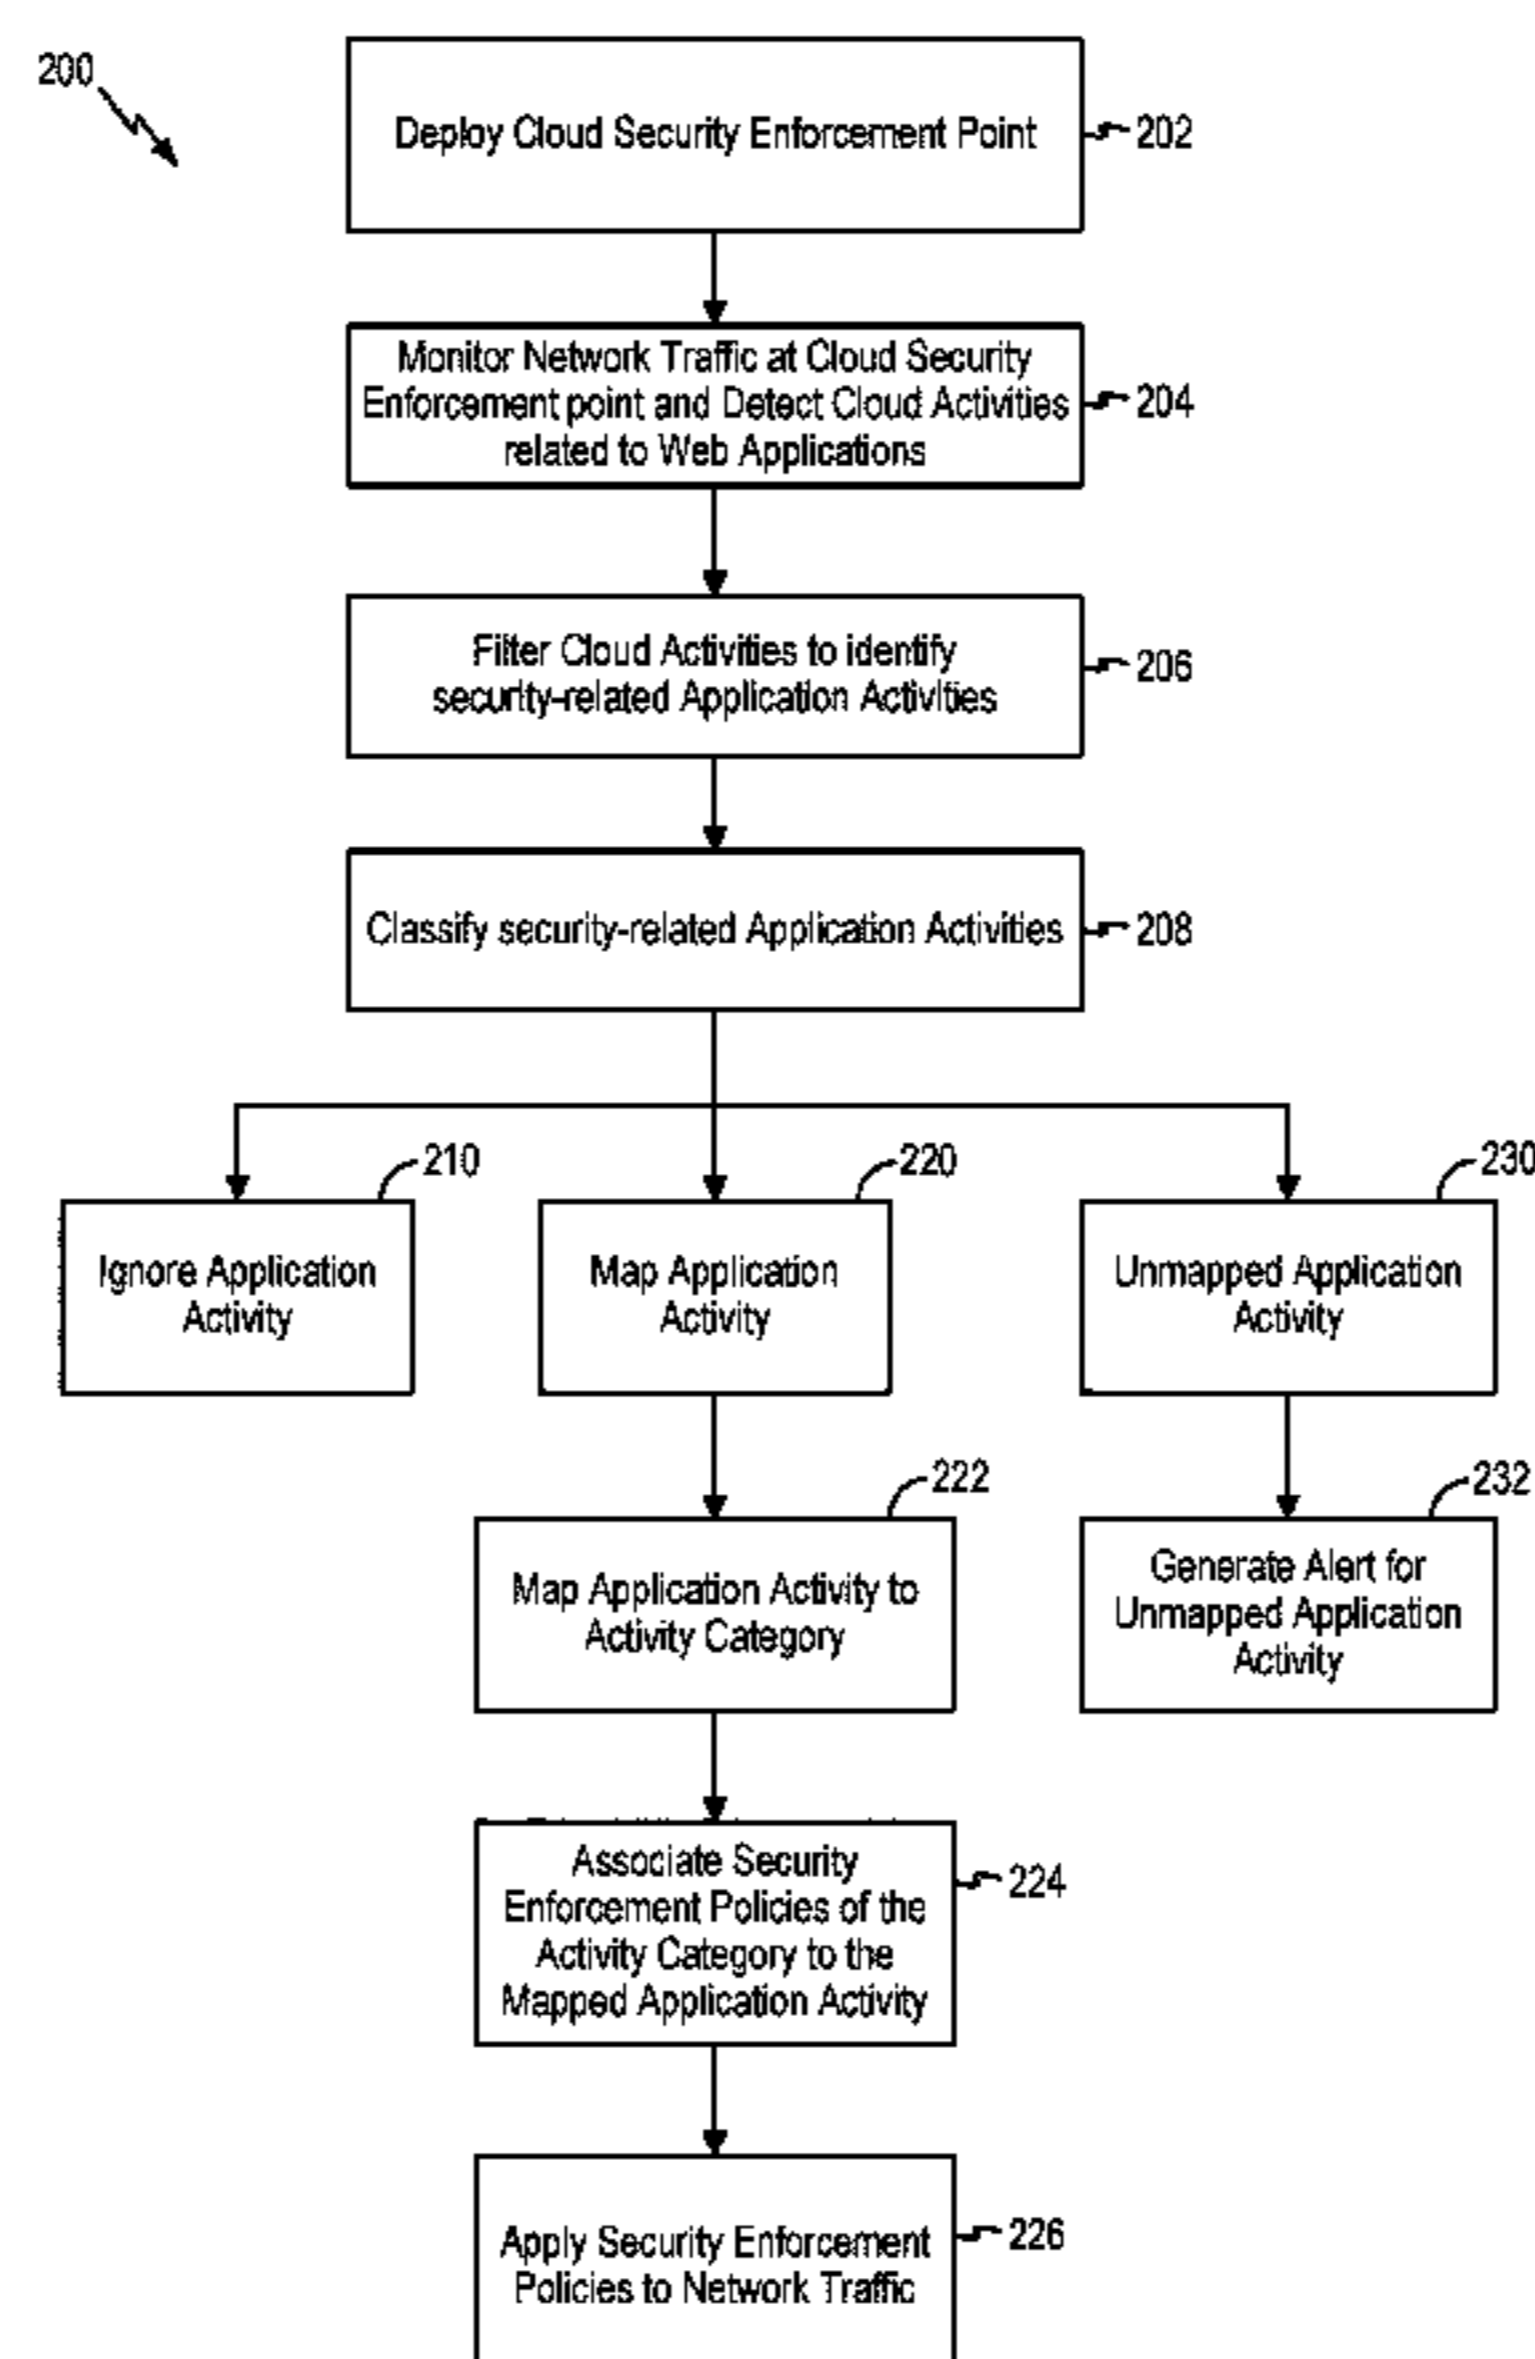 200
Deploy Cloud Security Enforcement Point
202
Monitor Network Traffic at Cloud Security
Enforcement point and Detect Cloud Activities
related to Web Applications
204
Filter Cloud Activities to identify
security-related Application Activities
206
Classify security-related Application Activities
208
210
Ignore Application
Activity
220
Map Application
Activity
230
Unmapped Application
Activity
222
Map Application Activity to
Activity Category
232
Generate Alert for
Unmapped Application
Activity
Associate Security
Enforcement Policies of the
Activity Category to the
Mapped Application Activity
224
Apply Security Enforcement
Policies to Network Traffic
226